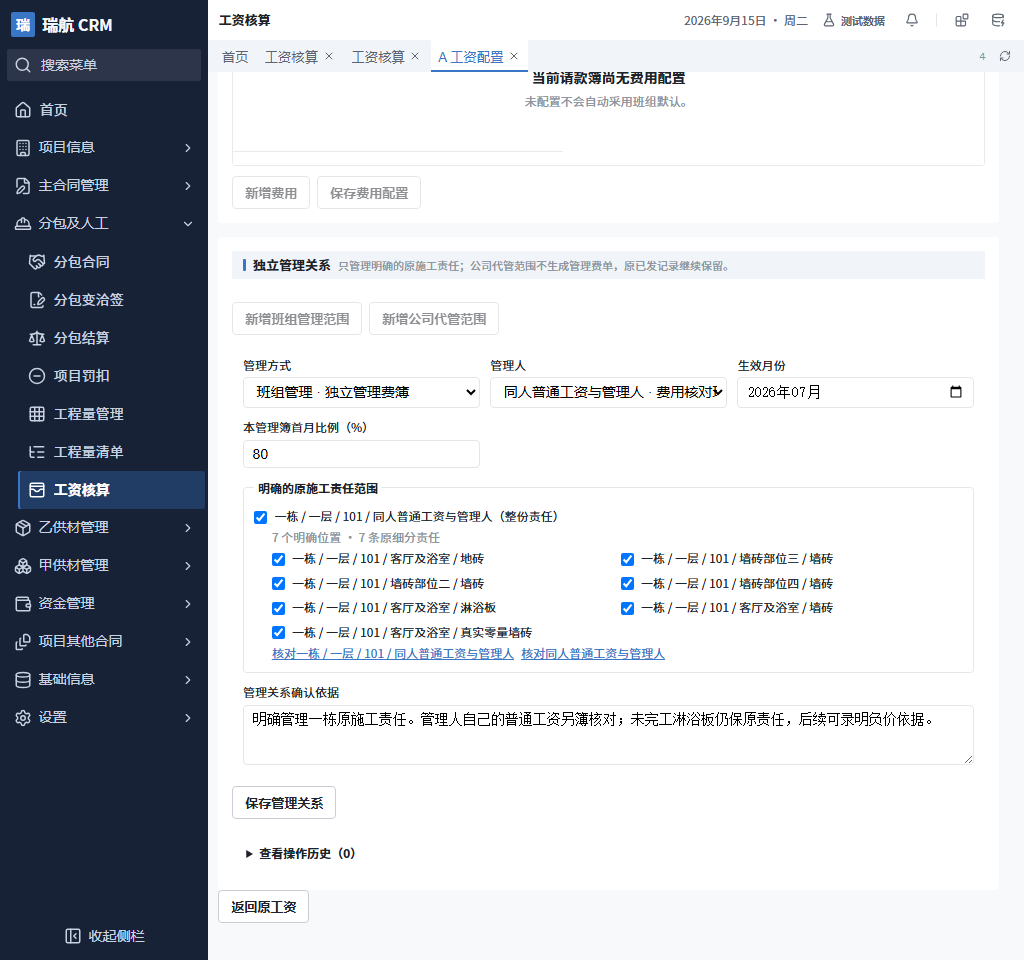 瑞 瑞航 CRM
搜索菜单
首页
项目信息
主合同管理
分包及人工
分包合同
分包变洽签
分包结算
项目罚扣
工程量管理
工程量清单
工资核算
乙供材管理
甲供材管理
资金管理
项目其他合同
基础信息
设置
收起侧栏
工资核算
2026年9月15日 · 周二 测试数据
首页 工资核算 × 工资核算 × A 工资配置 × 4
当前请款薄尚无费用配置
未配置不会自动采用班组默认。
新增费用 保存费用配置
独立管理关系 只管理明确的原施工责任；公司代管范围不生成管理费单，原已发记录继续保留。
新增班组管理范围 新增公司代管范围
管理方式 管理人 生效月份
班组管理 · 独立管理费簿 同人普通工资与管理人 · 费用核对 2026年07月
本管理簿首月比例（%）
80
明确的原施工责任范围
一栋 / 一层 / 101 / 同人普通工资与管理人（整份责任）
7 个明确位置 · 7 条原细分责任
一栋 / 一层 / 101 / 客厅及浴室 / 地砖 一栋 / 一层 / 101 / 墙砖部位三 / 墙砖
一栋 / 一层 / 101 / 墙砖部位二 / 墙砖 一栋 / 一层 / 101 / 墙砖部位四 / 墙砖
一栋 / 一层 / 101 / 客厅及浴室 / 淋浴板 一栋 / 一层 / 101 / 客厅及浴室 / 墙砖
一栋 / 一层 / 101 / 客厅及浴室 / 真实零量墙砖
核对一栋 / 一层 / 101 / 同人普通工资与管理人 核对同人普通工资与管理人
管理关系确认依据
明确管理一栋原施工责任。管理人自己的普通工资另簿核对；未完工淋浴板仍保原责任，后续可录明负价依据。
保存管理关系
查看操作历史（0）
返回原工资